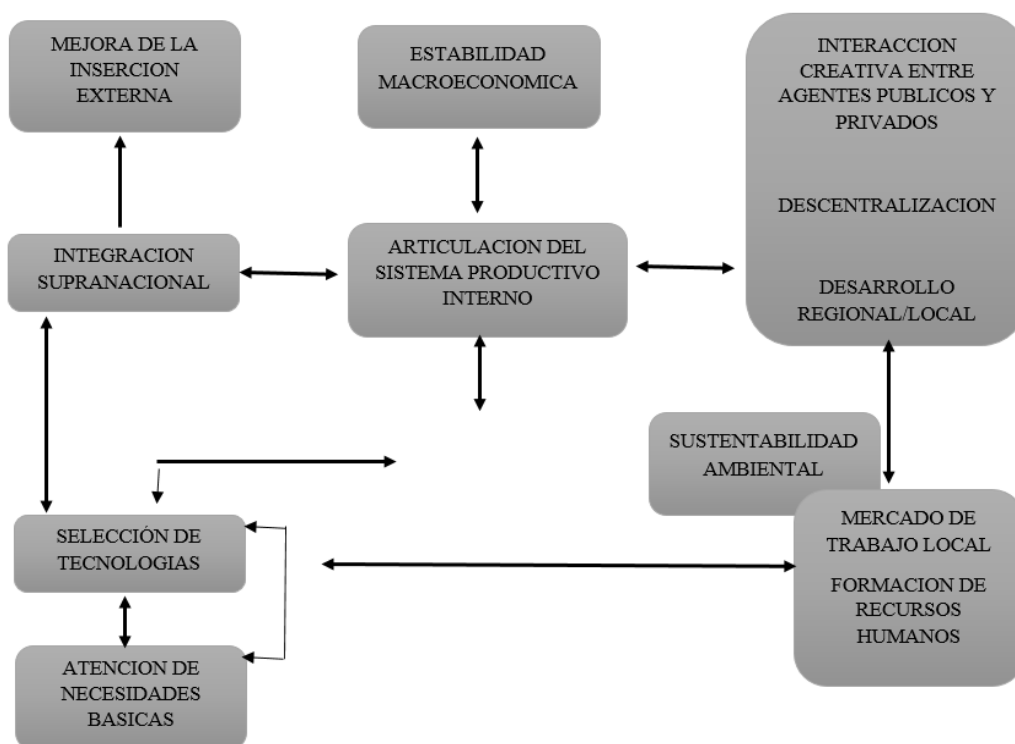 MEJORA DE LA
INSERCION
EXTERNA
ESTABILIDAD
MACROECONOMICA
INTERACCION
CREATIVA ENTRE
AGENTES PUBLICOS Y
PRIVADOS
DESCENTRALIZACION
DESARROLLO
REGIONAL/LOCAL
INTEGRACION
SUPRANACIONAL
ARTICULACION DEL
SISTEMA PRODUCTIVO
INTERNO
SUSTENTABILIDAD
AMBIENTAL
SELECCIÓN DE
TECNOLOGIAS
MERCADO DE
TRABAJO LOCAL
FORMACION DE
RECURSOS
HUMANOS
ATENCION DE
NECESIDADES
BASICAS